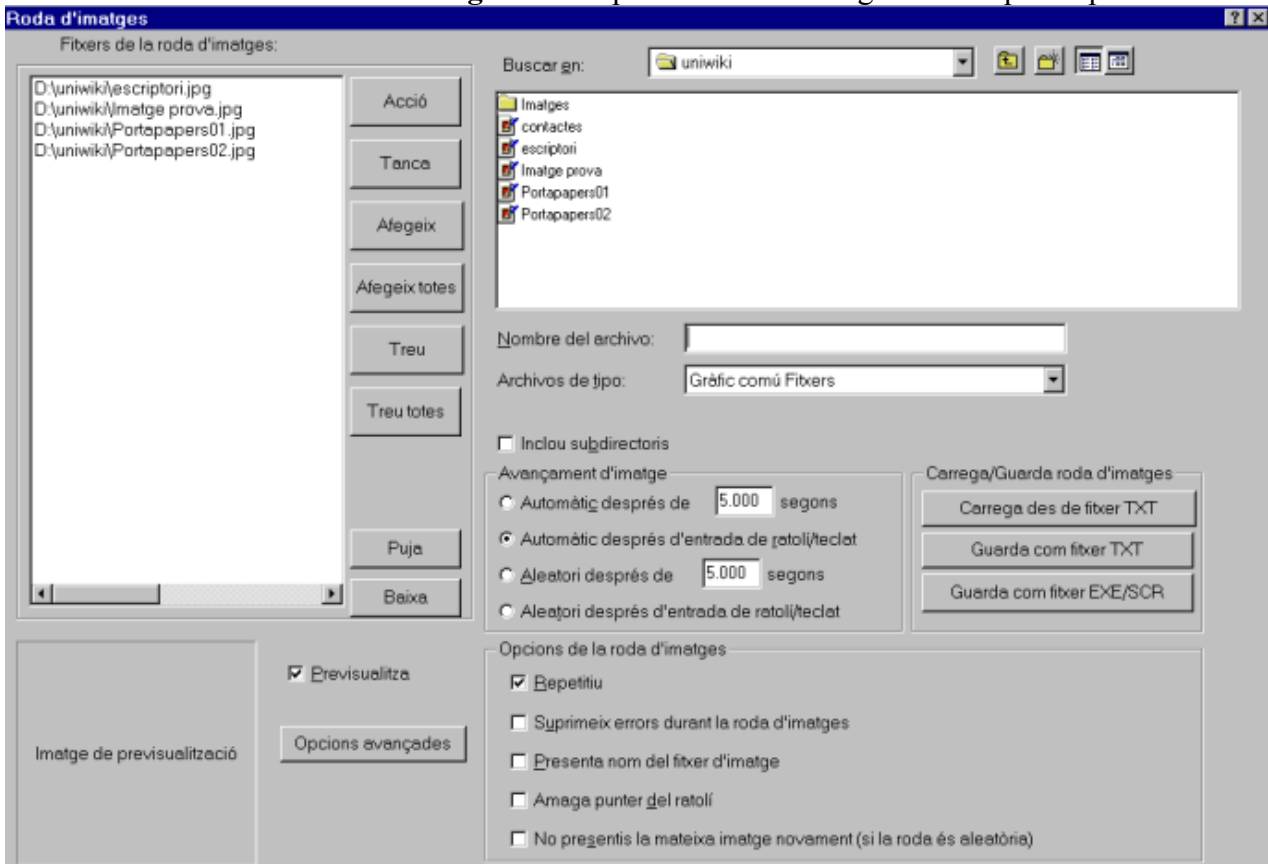 Roda d'imatges
Fitxers de la roda d'imatges:
D:\uniwiki\escriptori.jpg
D:\uniwiki\Imatge prova.jpg
D:\uniwiki\Portapapers01.jpg
D:\uniwiki\Portapapers02.jpg
Acció
Tanca
Afegeix
Afegeix totes
Treu
Treu totes
Puja
Baixa
Buscar en:
uniwiki
Imatges
contactes
escriptori
Imatge prova
Portapapers01
Portapapers02
Nombre del archivo:
Archivos de tipo:
Gràfic comú Fitxers
Inclou subdirectoris
Avançament d'imatge
Automàtic després de 5.000 segons
Automàtic després d'entrada de ratolí/teclat
Aleatori després de 5.000 segons
Aleatori després d'entrada de ratolí/teclat
Carrega/Guarda roda d'imatges
Carrega des de fitxer TXT
Guarda com fitxer TXT
Guarda com fitxer EXE/SCR
Imatge de previsualització
Previsualitza
Opcions avançades
Opcions de la roda d'imatges
Repetitiu
Suprimeix errors durant la roda d'imatges
Presenta nom del fitxer d'imatge
Amaga punter del ratolí
No presentis la mateixa imatge novament (si la roda és aleatòria)